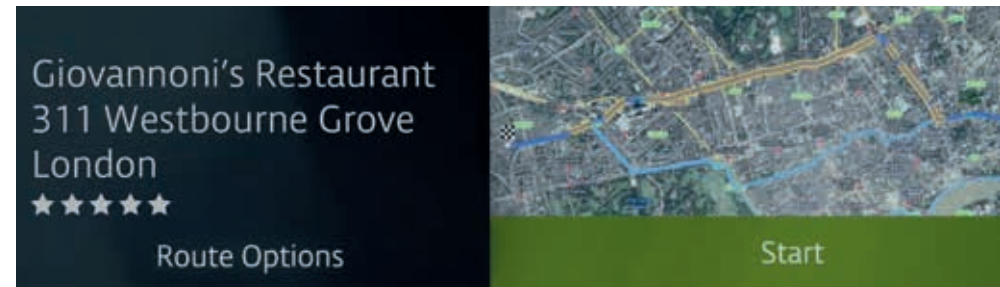 Giovannoni's Restaurant
311 Westbourne Grove
London
Route Options
Start